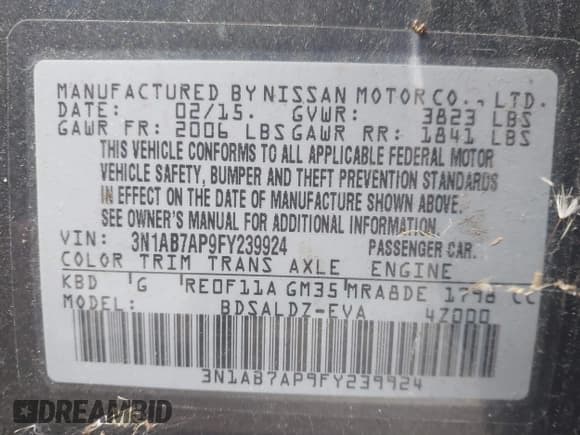 MANUFACTURED BY NISSAN MOTOR CO., LTD.
DATE: 02/15. GVWR: 3823 LBS
GAWR FR: 2006 LBS GAWR RR: 1841 LBS
THIS VEHICLE CONFORMS TO ALL APPLICABLE FEDERAL MOTOR
VEHICLE SAFETY, BUMPER AND THEFT PREVENTION STANDARDS
IN EFFECT ON THE DATE OF MANUFACTURE SHOWN ABOVE.
SEE OWNER'S MANUAL FOR ADDITIONAL INFORMATION.
VIN: 3N1AB7AP9FY239924 PASSENGER CAR.
COLOR TRIM TRANS AXLE ENGINE
KBD G RE0F11A GM35 MRA8DE 1798 CC
MODEL: BDSALDZ-EVA 4Z000
3N1AB7AP9FY239924
DREAMBID